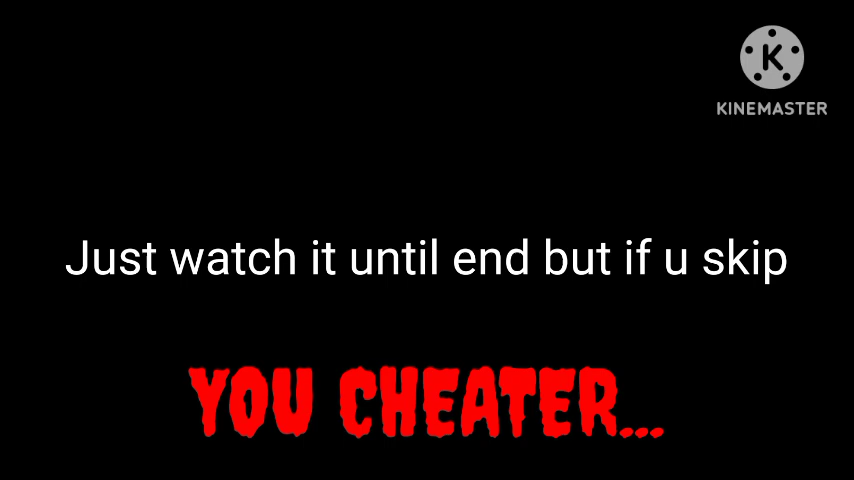 K
KINEMASTER
Just watch it until end but if u skip
YOU CHEATER...